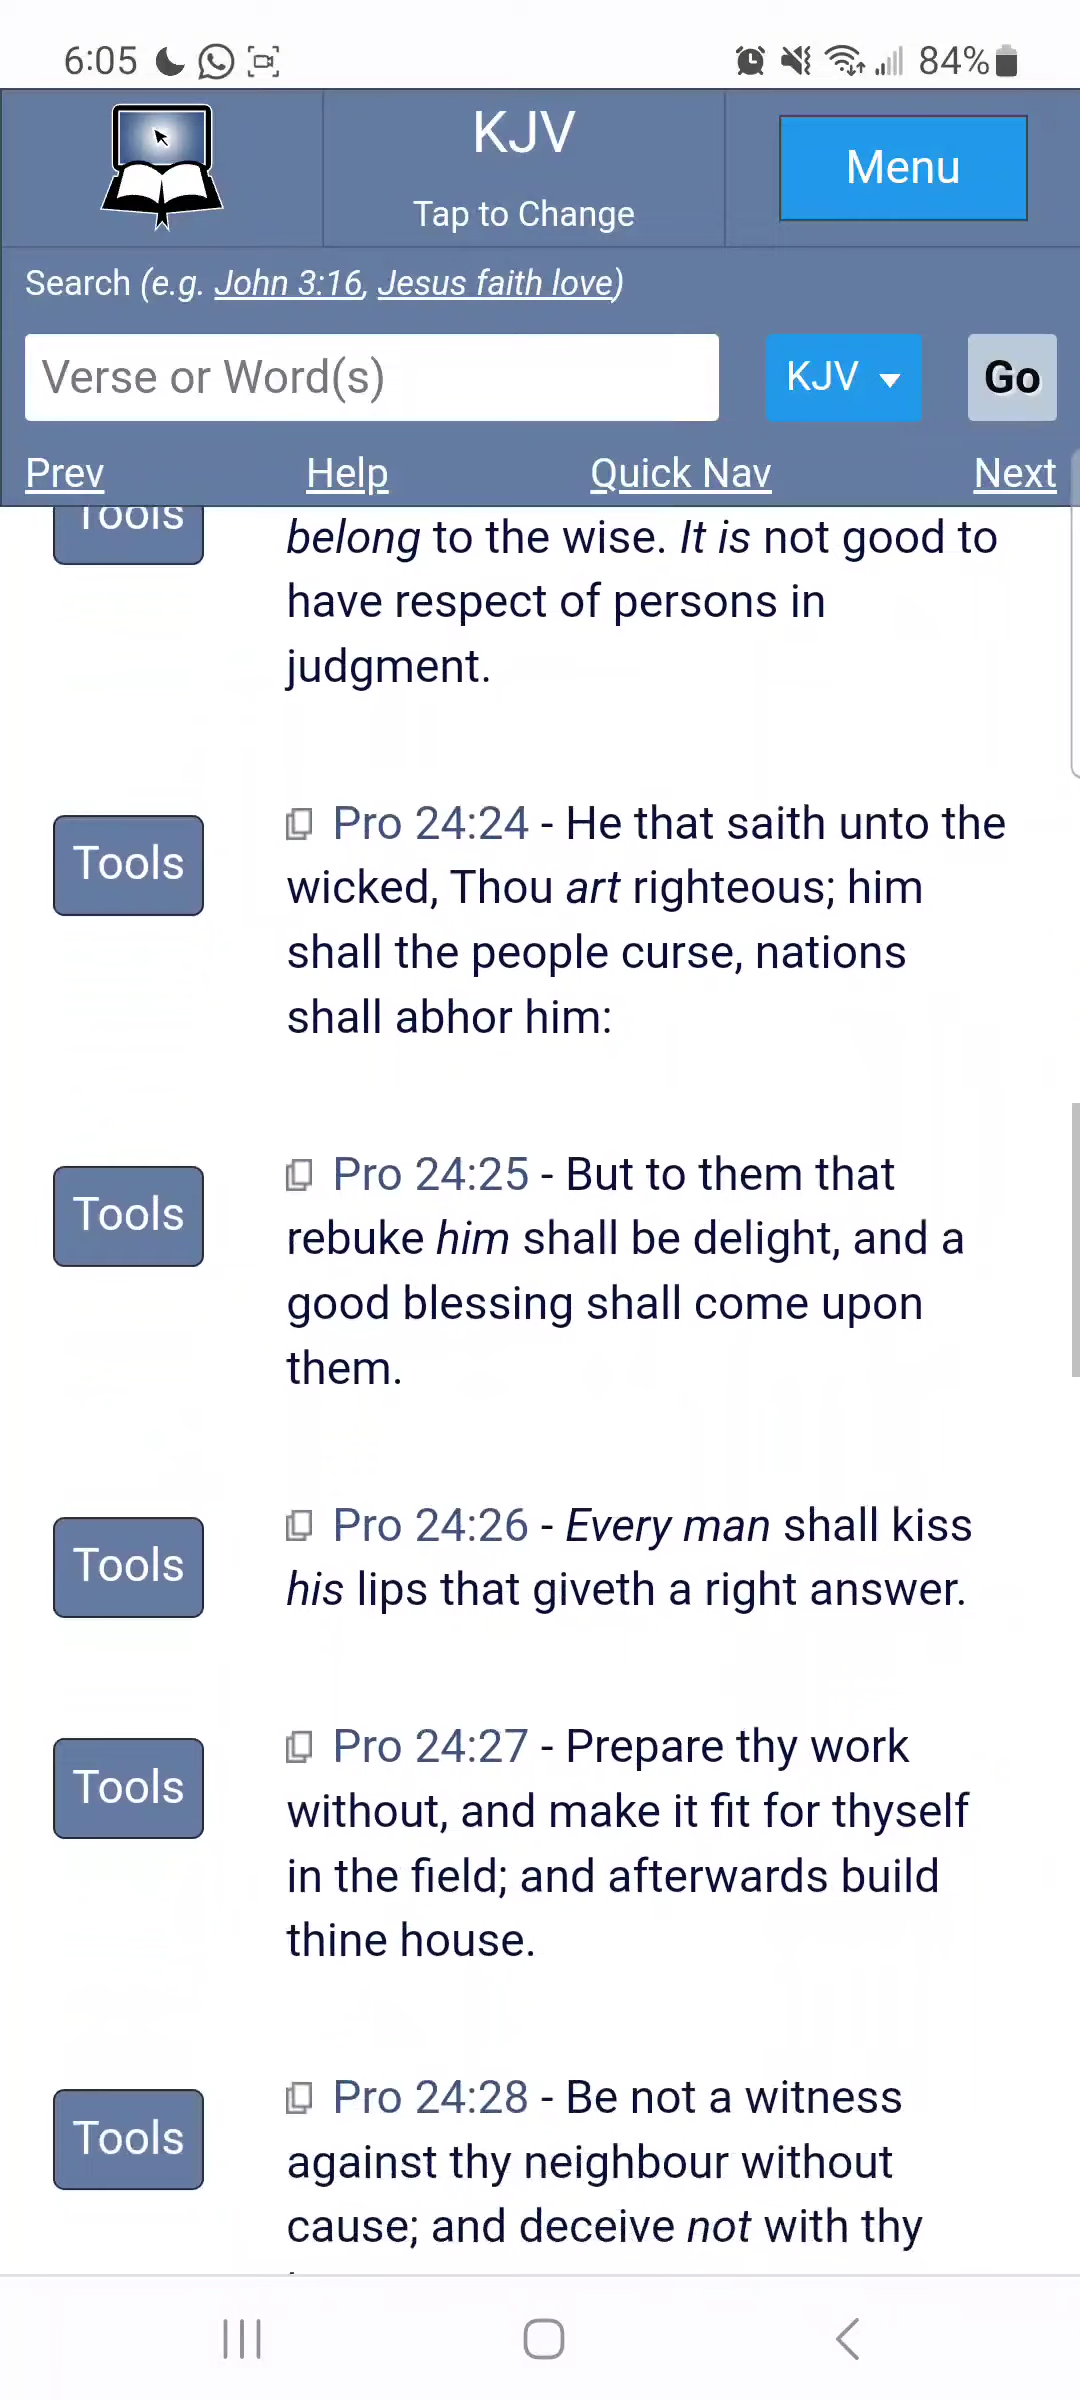 6:05 84%
KJV
Tap to Change
Menu
Search (e.g. John 3:16, Jesus faith love)
Verse or Word(s)
KJV
Go
Prev Help Quick Nav Next
Tools
belong to the wise. It is not good to
have respect of persons in
judgment.
Tools
Pro 24:24 - He that saith unto the
wicked, Thou art righteous; him
shall the people curse, nations
shall abhor him:
Tools
Pro 24:25 - But to them that
rebuke him shall be delight, and a
good blessing shall come upon
them.
Tools
Pro 24:26 - Every man shall kiss
his lips that giveth a right answer.
Tools
Pro 24:27 - Prepare thy work
without, and make it fit for thyself
in the field; and afterwards build
thine house.
Tools
Pro 24:28 - Be not a witness
against thy neighbour without
cause; and deceive not with thy